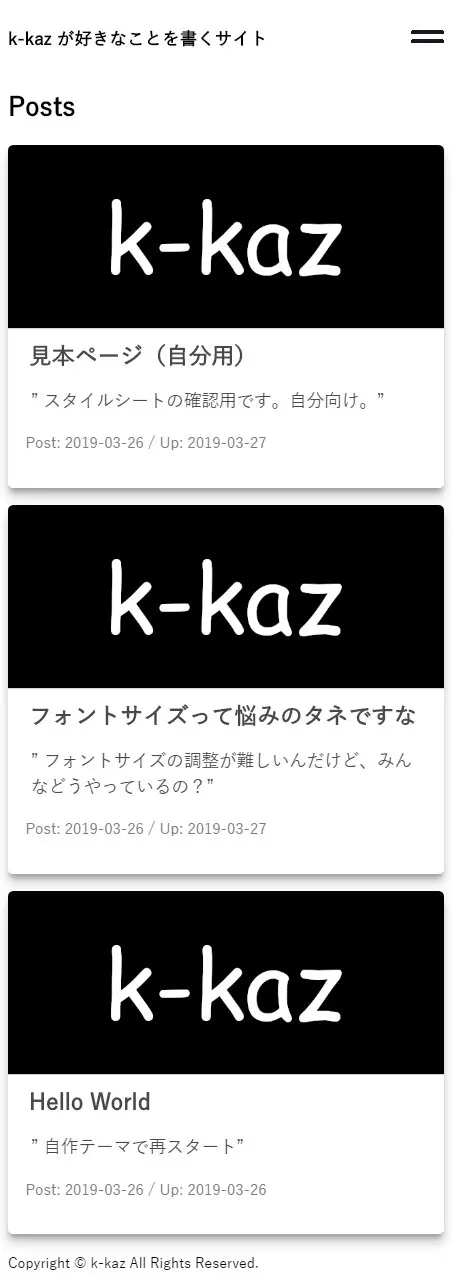 k-kaz が好きなことを書くサイト
Posts
k-kaz
見本ページ（自分用）
” スタイルシートの確認用です。自分向け。”
Post: 2019-03-26 / Up: 2019-03-27
k-kaz
フォントサイズって悩みのタネですな
” フォントサイズの調整が難しいんだけど、みん
などうやっているの？”
Post: 2019-03-26 / Up: 2019-03-27
k-kaz
Hello World
” 自作テーマで再スタート”
Post: 2019-03-26 / Up: 2019-03-26
Copyright © k-kaz All Rights Reserved.